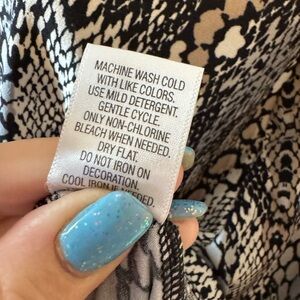 MACHINE WASH COLD
WITH LIKE COLORS.
USE MILD DETERGENT.
GENTLE CYCLE.
ONLY NON-CHLORINE
BLEACH WHEN NEEDED.
DRY FLAT.
DO NOT IRON ON
DECORATION.
COOL IRON IF NEEDED.